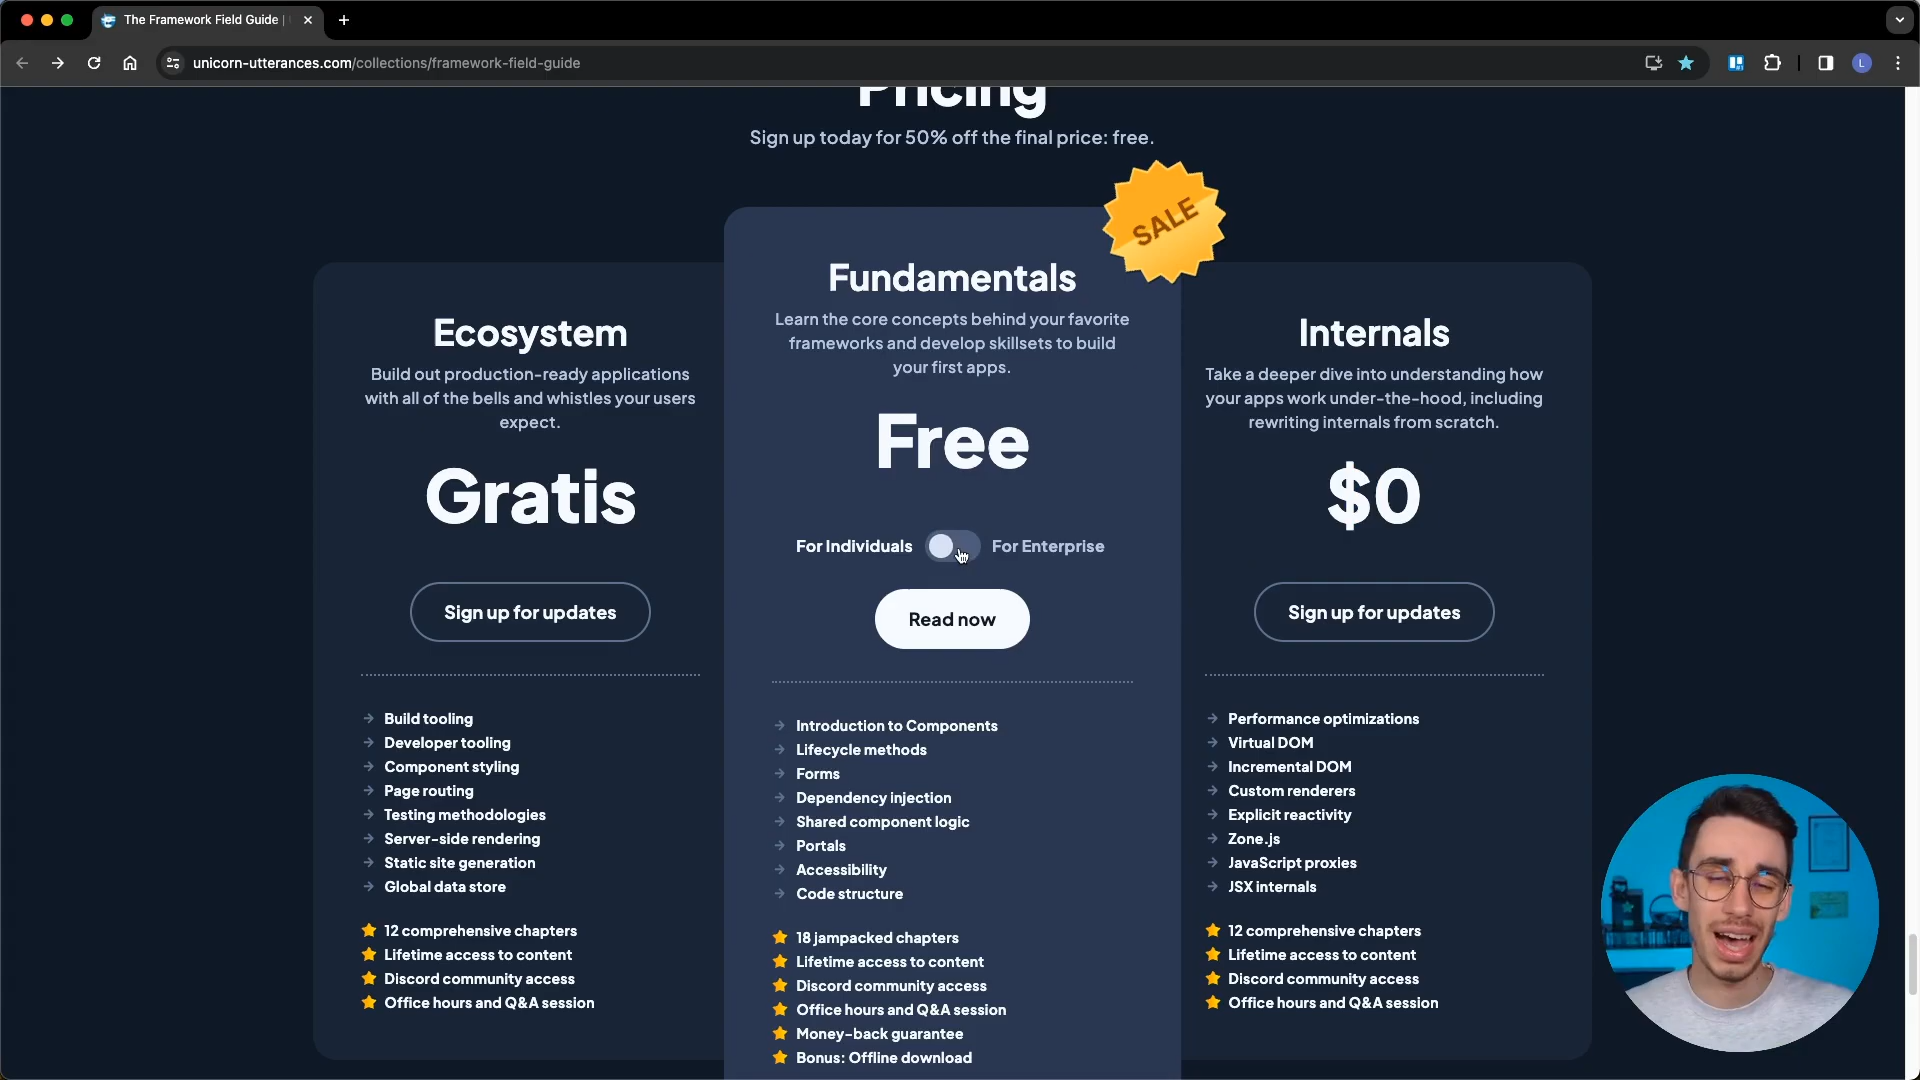 The Framework Field Guide |
unicorn-utterances.com/collections/framework-field-guide
L
Pricing
Sign up today for 50% off the final price: free.
SALE
Ecosystem
Build out production-ready applications
with all of the bells and whistles your users
expect.
Gratis
Sign up for updates
Build tooling
Developer tooling
Component styling
Page routing
Testing methodologies
Server-side rendering
Static site generation
Global data store
12 comprehensive chapters
Lifetime access to content
Discord community access
Office hours and Q&A session
Fundamentals
Learn the core concepts behind your favorite
frameworks and develop skillsets to build
your first apps.
Free
For Individuals
For Enterprise
Read now
Introduction to Components
Lifecycle methods
Forms
Dependency injection
Shared component logic
Portals
Accessibility
Code structure
18 jampacked chapters
Lifetime access to content
Discord community access
Office hours and Q&A session
Money-back guarantee
Bonus: Offline download
Internals
Take a deeper dive into understanding how
your apps work under-the-hood, including
rewriting internals from scratch.
$0
Sign up for updates
Performance optimizations
Virtual DOM
Incremental DOM
Custom renderers
Explicit reactivity
Zone.js
JavaScript proxies
JSX internals
12 comprehensive chapters
Lifetime access to content
Discord community access
Office hours and Q&A session